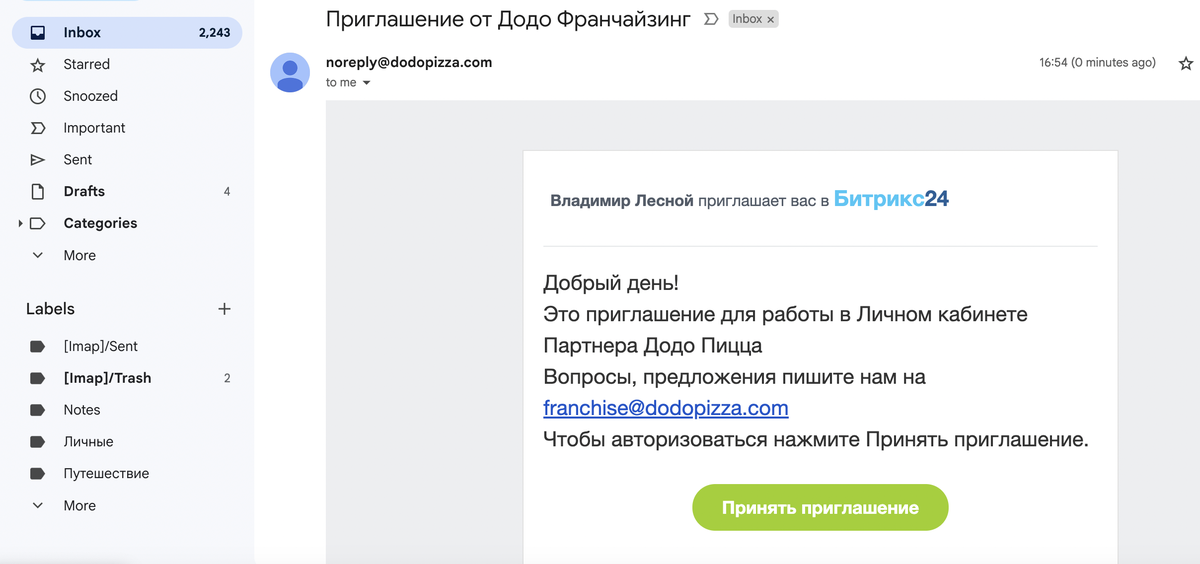 Inbox 2,243
Starred
Snoozed
Important
Sent
Drafts 4
Categories
More
Labels +
[Imap]/Sent
[Imap]/Trash 2
Notes
Личные
Путешествие
More
Приглашение от Додо Франчайзинг Inbox ×
noreply@dodopizza.com 16:54 (0 minutes ago)
to me
Владимир Лесной приглашает вас в Битрикс24
Добрый день!
Это приглашение для работы в Личном кабинете
Партнера Додо Пицца
Вопросы, предложения пишите нам на
franchise@dodopizza.com
Чтобы авторизоваться нажмите Принять приглашение.
Принять приглашение